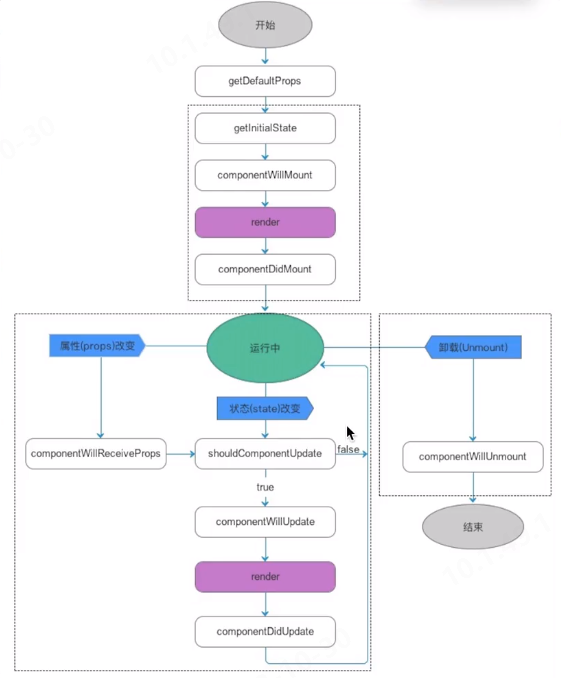 开始
getDefaultProps
getInitialState
componentWillMount
render
componentDidMount
属性(props)改变
运行中
卸载(Unmount)
状态(state)改变
componentWillReceiveProps
shouldComponentUpdate
false
componentWillUnmount
true
componentWillUpdate
结束
render
componentDidUpdate